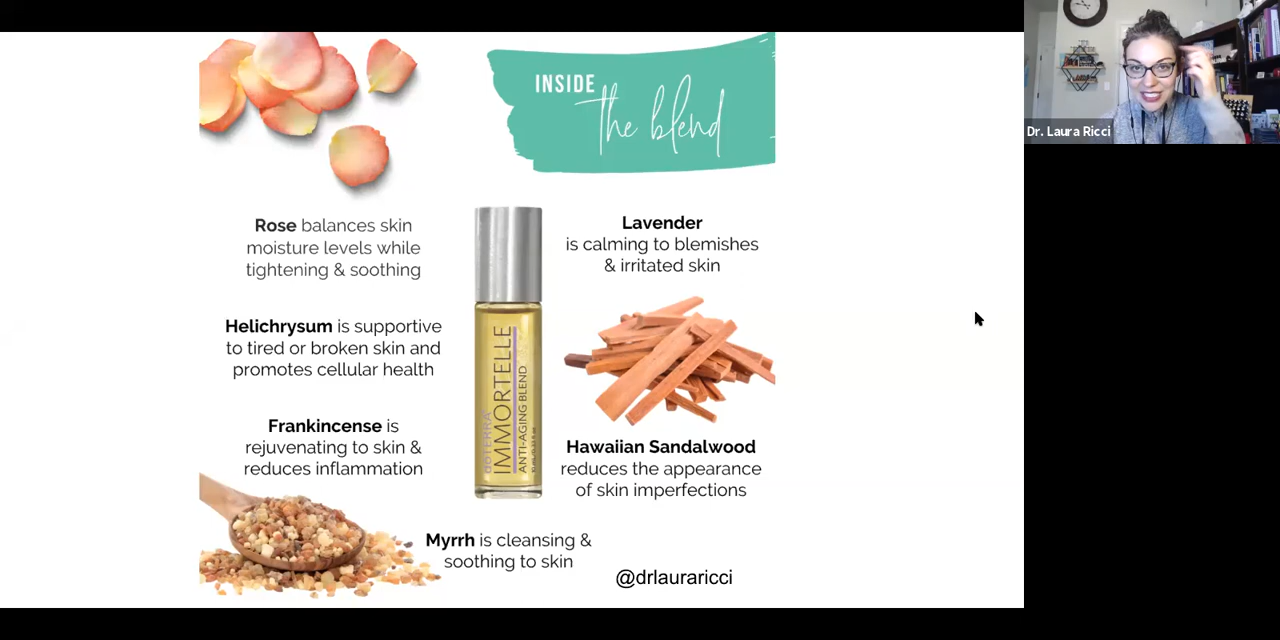 INSIDE
the blend
Dr. Laura Ricci
Rose balances skin
moisture levels while
tightening & soothing
Lavender
is calming to blemishes
& irritated skin
Helichrysum is supportive
to tired or broken skin and
promotes cellular health
Frankincense is
rejuvenating to skin &
reduces inflammation
dōTERRA
IMMORTELLE
ANTI-AGING BLEND
Hawaiian Sandalwood
reduces the appearance
of skin imperfections
Myrrh is cleansing &
soothing to skin
@drlauraricci